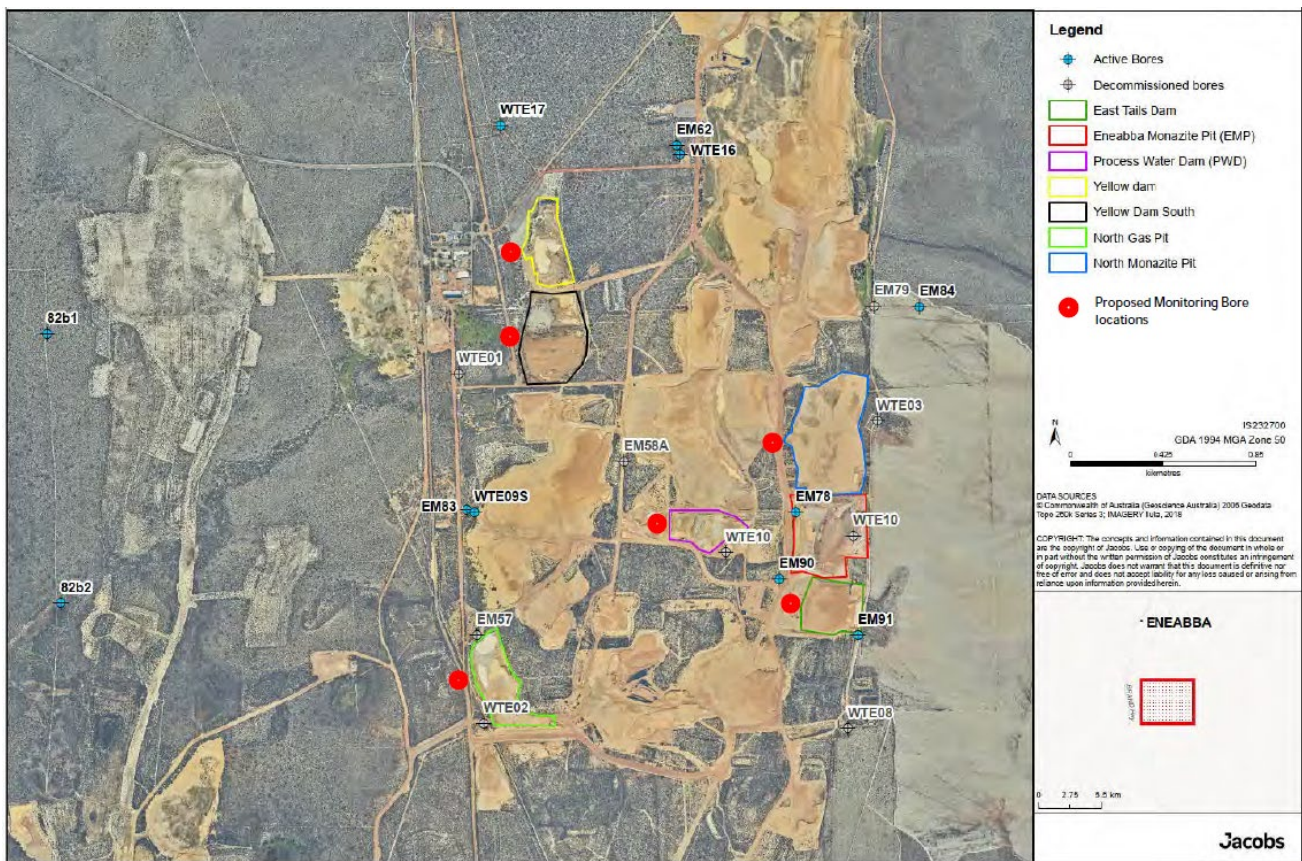 WTE17
EM62
WTE16
EM79
EM84
82b1
WTE01
WTE03
EM58A
EM83
WTE09S
EM78
WTE10
WTE10
EM90
82b2
EM57
EM91
WTE02
WTE08
Legend
Active Bores
Decommissioned bores
East Tails Dam
Eneabba Monazite Pit (EMP)
Process Water Dam (PWD)
Yellow dam
Yellow Dam South
North Gas Pit
North Monazite Pit
Proposed Monitoring Bore
locations
N
IS232700
GDA 1994 MGA Zone 50
0 0.425 0.85
kilometres
DATA SOURCES
© Commonwealth of Australia (Geoscience Australia) 2006 Geodata
Topo 250k Series 3; IMAGERY Iluka, 2018
COPYRIGHT: The concepts and information contained in this document
are the copyright of Jacobs. Use or copying of the document in whole or
in part without the written permission of Jacobs constitutes an infringement
of copyright. Jacobs does not warrant that this document is definitive nor
free of error and does not accept liability for any loss caused or arising from
reliance upon information provided herein.
ENEABBA
0 2.75 5.5 km
Jacobs